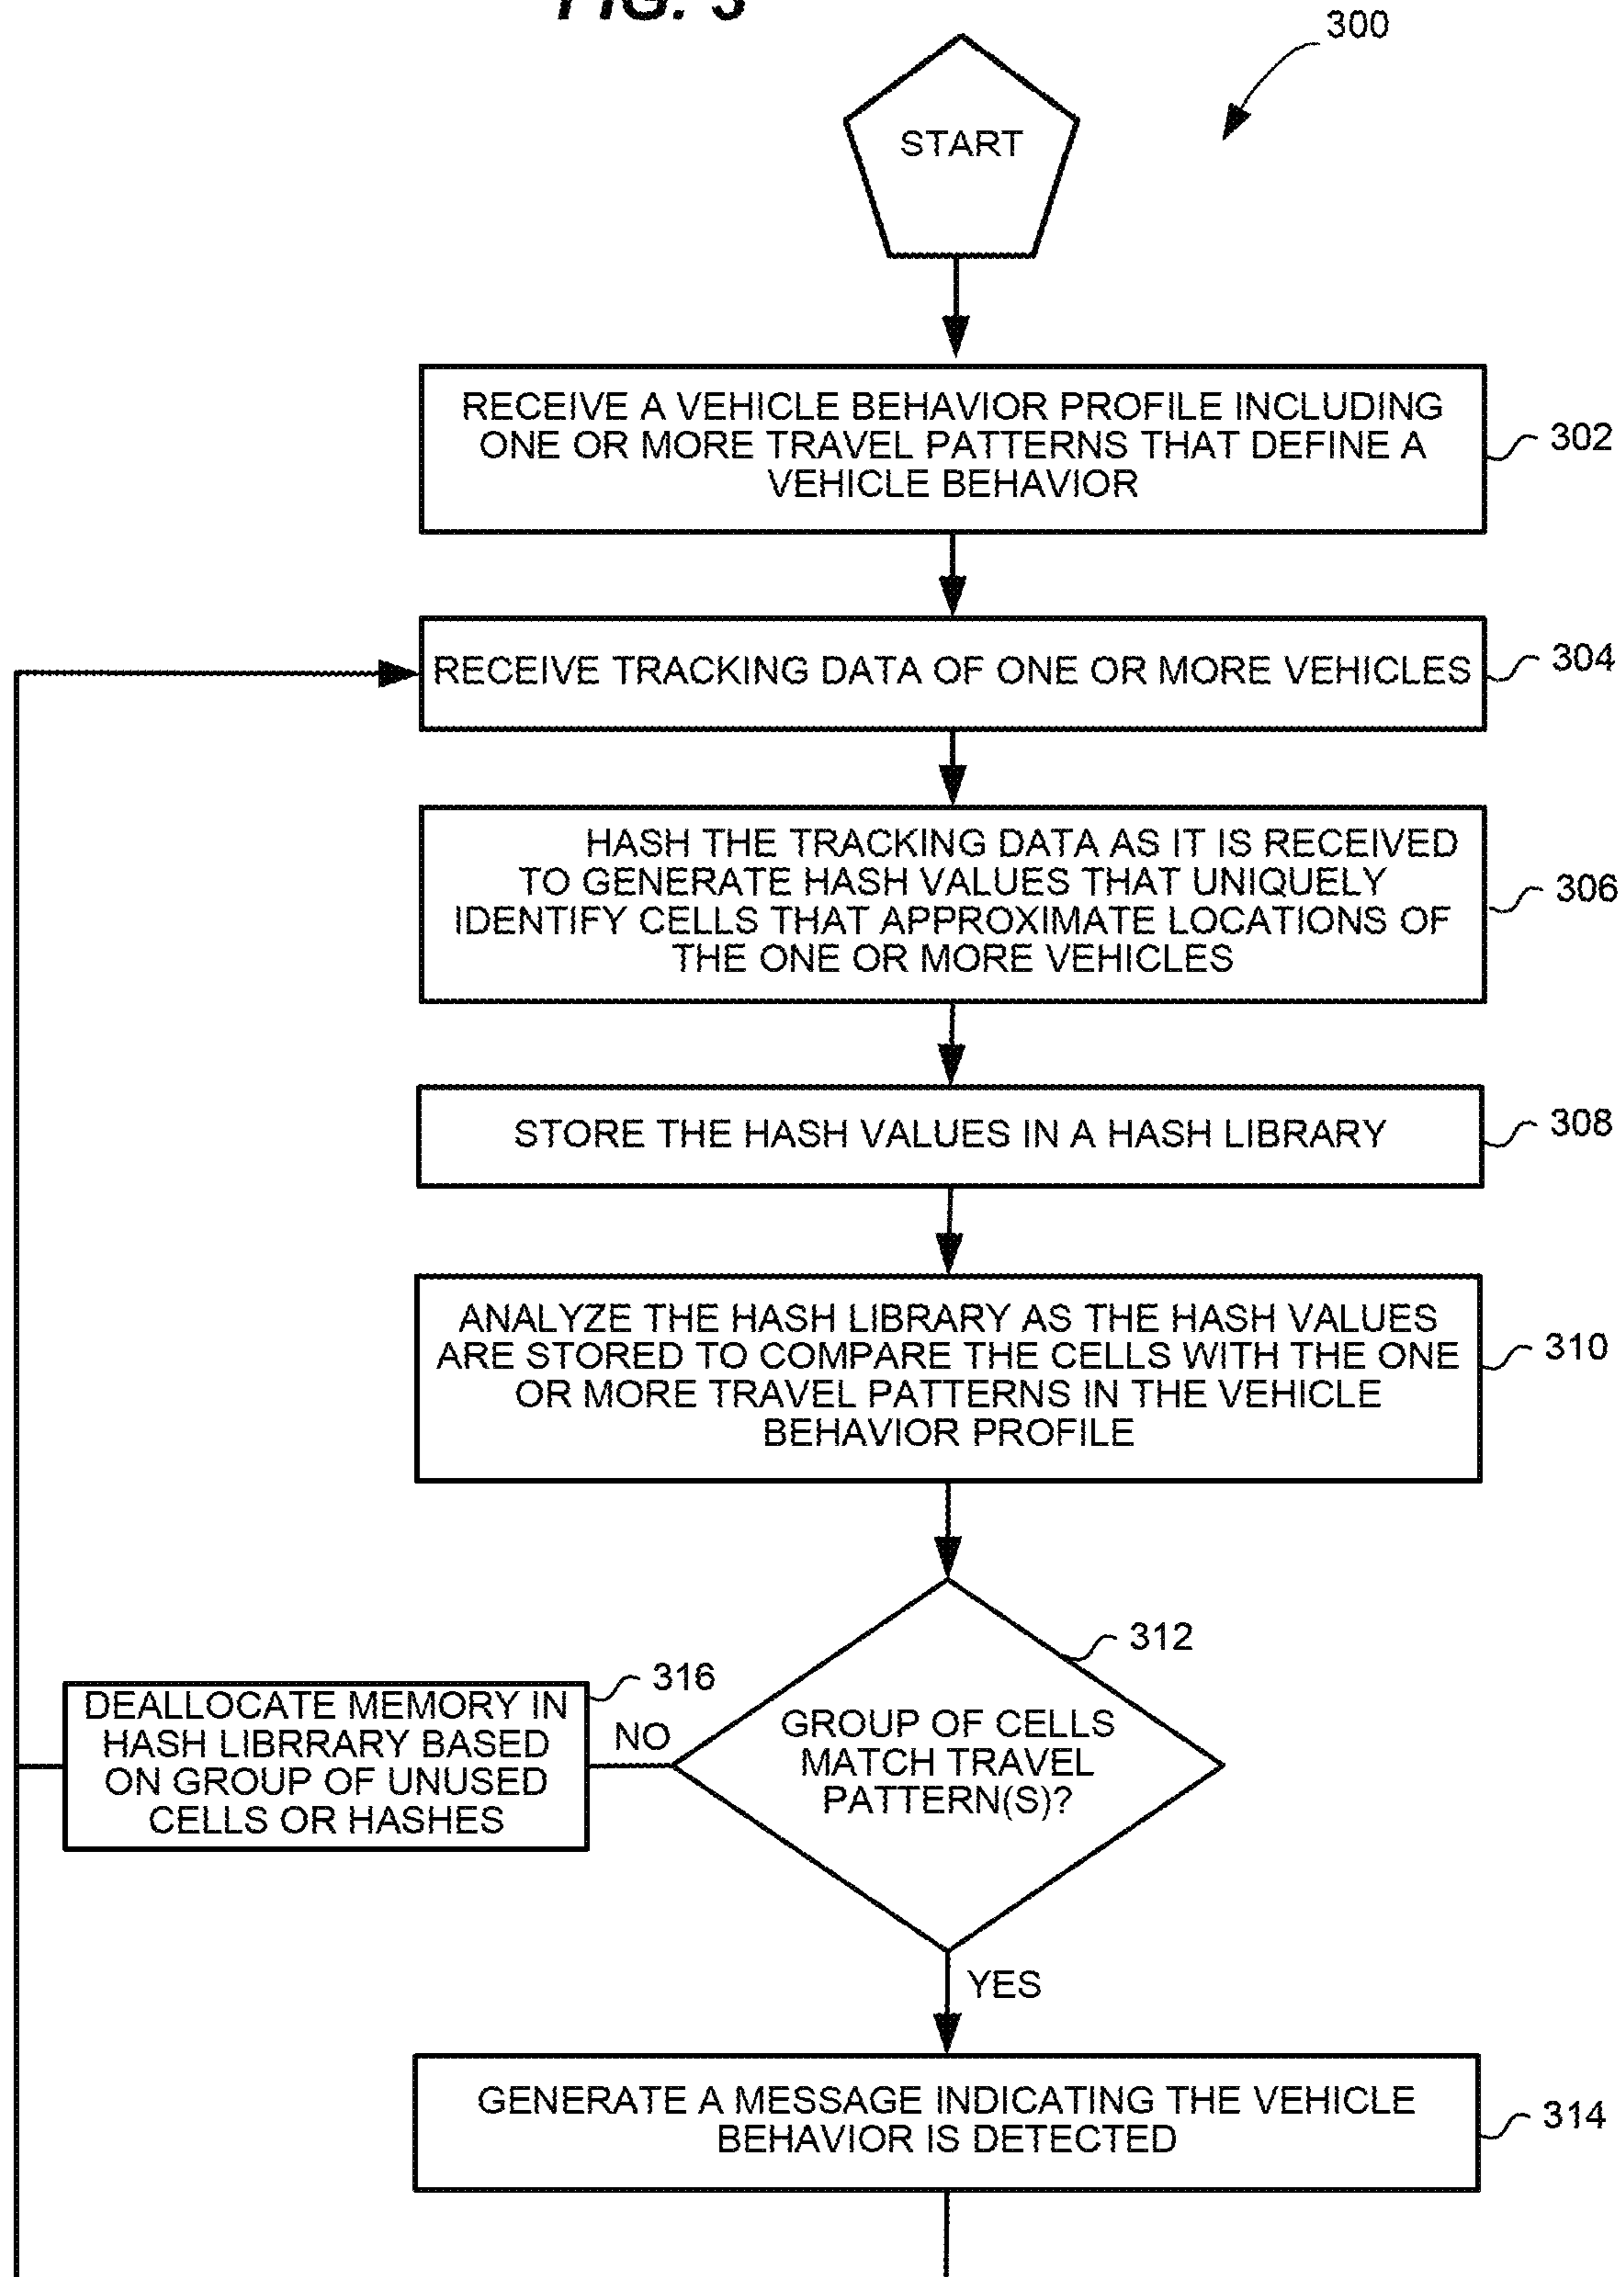 FIG. 3
300
START
RECEIVE A VEHICLE BEHAVIOR PROFILE INCLUDING
ONE OR MORE TRAVEL PATTERNS THAT DEFINE A
VEHICLE BEHAVIOR
302
RECEIVE TRACKING DATA OF ONE OR MORE VEHICLES
304
HASH THE TRACKING DATA AS IT IS RECEIVED
TO GENERATE HASH VALUES THAT UNIQUELY
IDENTIFY CELLS THAT APPROXIMATE LOCATIONS OF
THE ONE OR MORE VEHICLES
306
STORE THE HASH VALUES IN A HASH LIBRARY
308
ANALYZE THE HASH LIBRARY AS THE HASH VALUES
ARE STORED TO COMPARE THE CELLS WITH THE ONE
OR MORE TRAVEL PATTERNS IN THE VEHICLE
BEHAVIOR PROFILE
310
312
GROUP OF CELLS
MATCH TRAVEL
PATTERN(S)?
NO
316
DEALLOCATE MEMORY IN
HASH LIBRRARY BASED
ON GROUP OF UNUSED
CELLS OR HASHES
YES
GENERATE A MESSAGE INDICATING THE VEHICLE
BEHAVIOR IS DETECTED
314